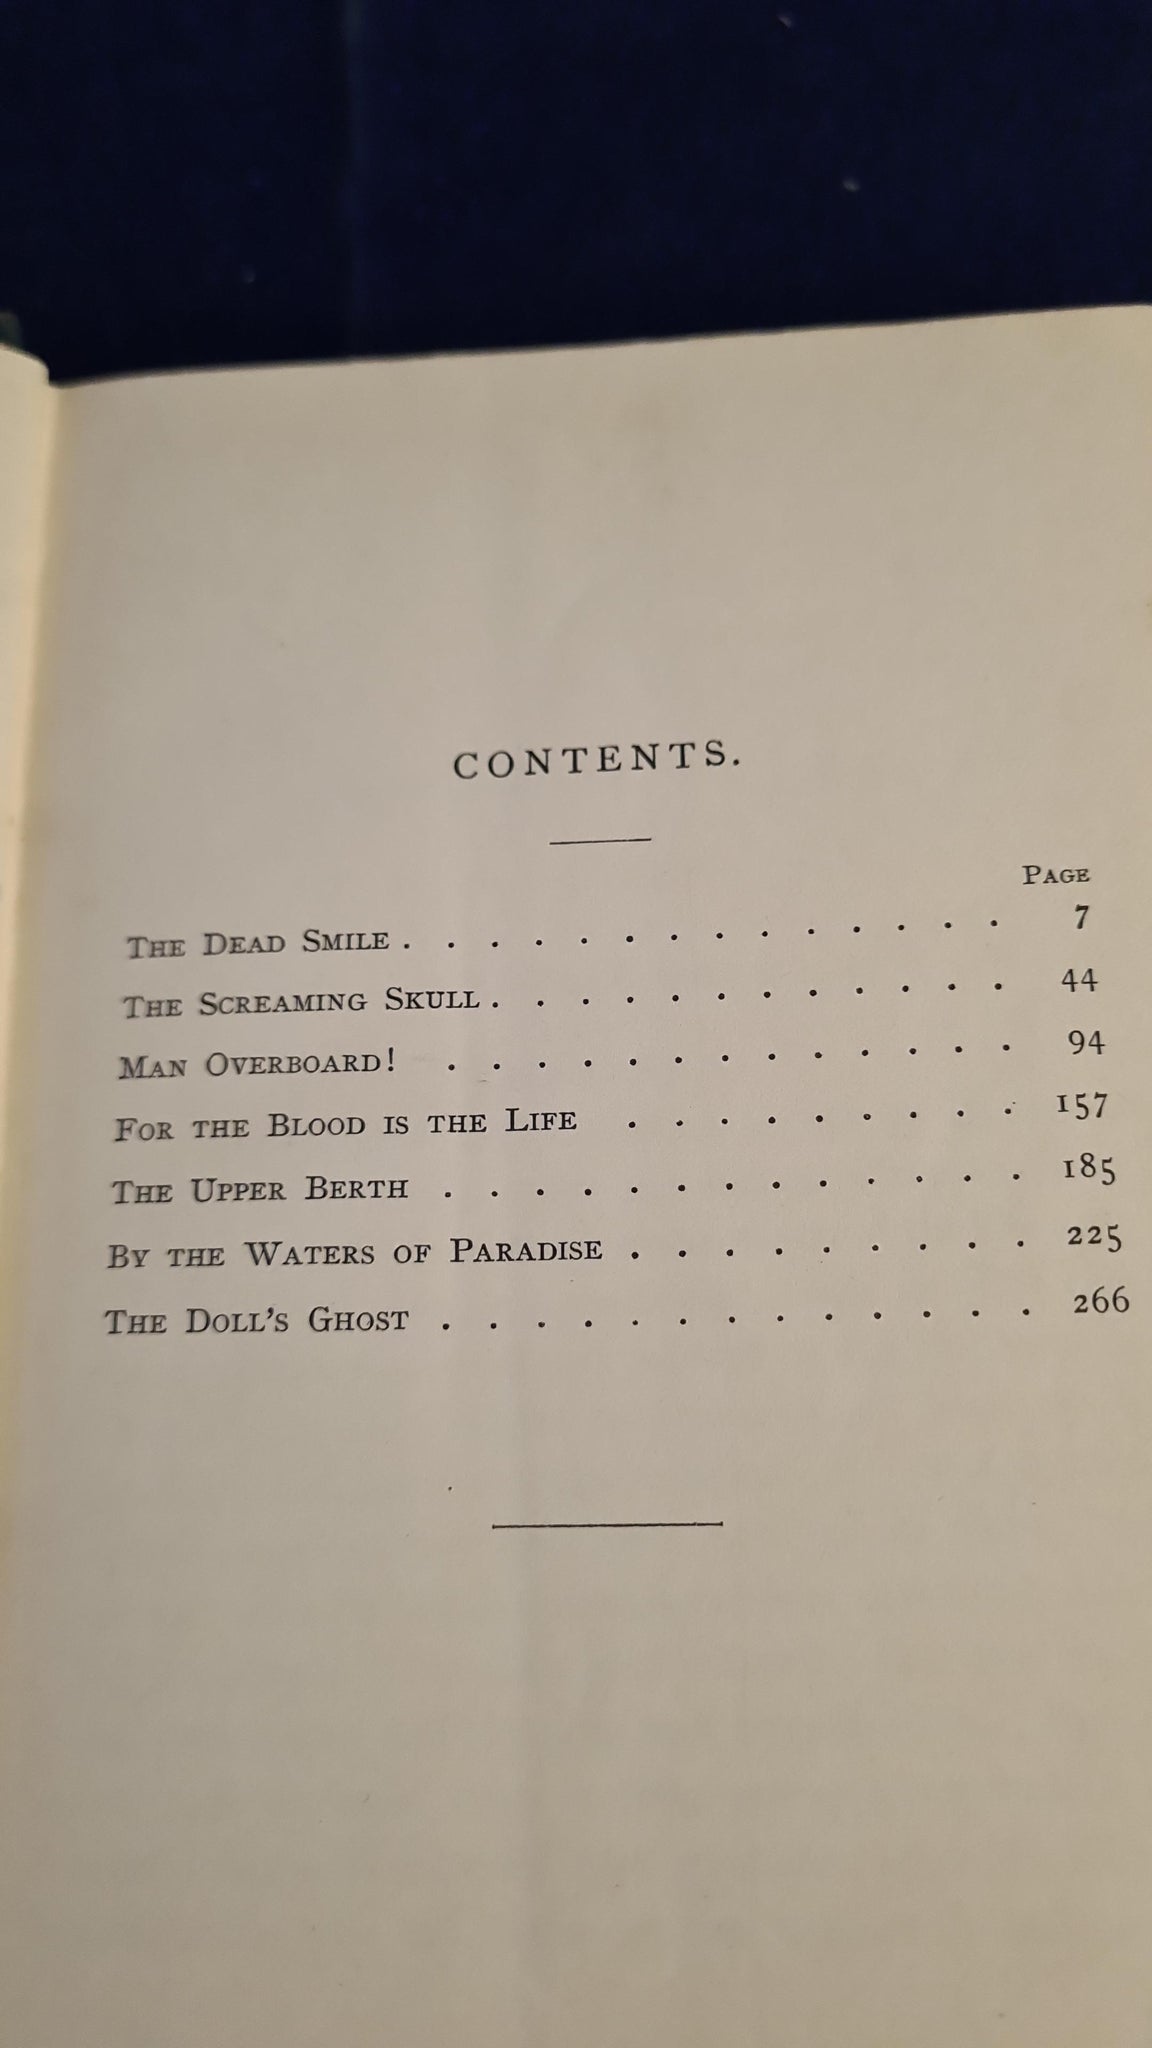 CONTENTS.
PAGE
THE DEAD SMILE . . . . . . . . . . . . . . 7
THE SCREAMING SKULL . . . . . . . . . . . . 44
MAN OVERBOARD! . . . . . . . . . . . . . 94
FOR THE BLOOD IS THE LIFE . . . . . . . . . 157
THE UPPER BERTH . . . . . . . . . . . . . 185
BY THE WATERS OF PARADISE . . . . . . . . . 225
THE DOLL'S GHOST . . . . . . . . . . . . . 266